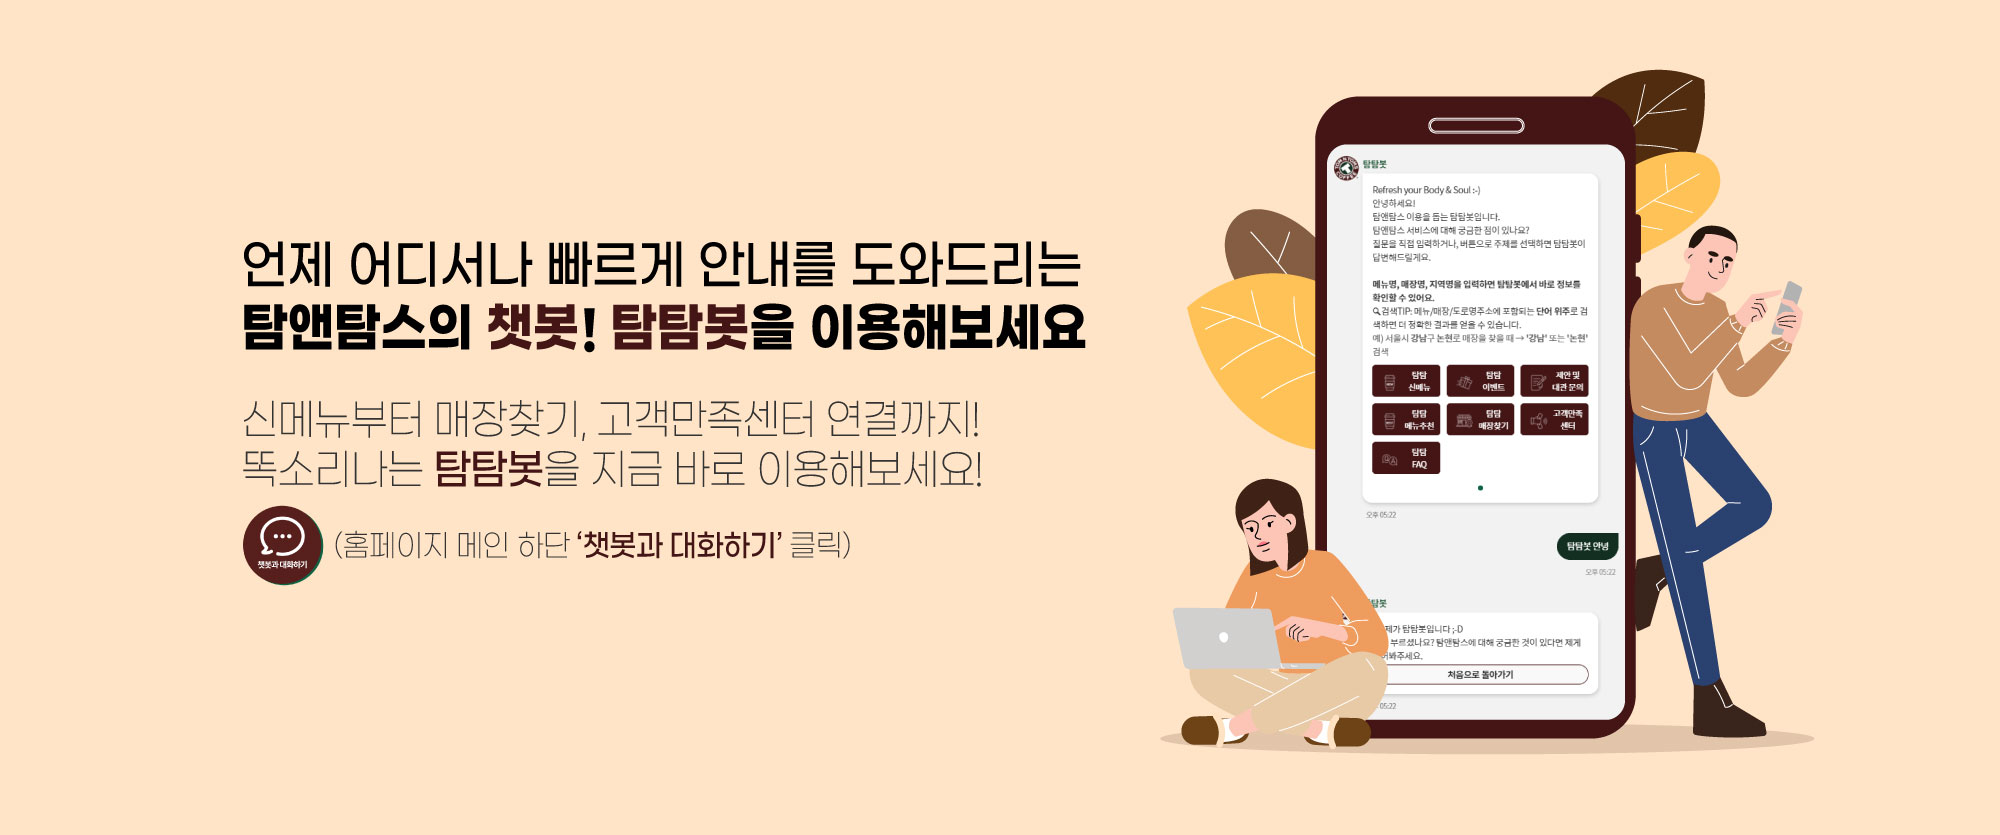 언제 어디서나 빠르게 안내를 도와드리는
탐앤탐스의 챗봇! 탐탐봇을 이용해보세요
신메뉴부터 매장찾기, 고객만족센터 연결까지!
똑소리나는 탐탐봇을 지금 바로 이용해보세요!
챗봇과 대화하기
(홈페이지 메인 하단 ‘챗봇과 대화하기’ 클릭)
탐탐봇
Refresh your Body & Soul :-)
안녕하세요!
탐앤탐스 이용을 돕는 탐탐봇입니다.
탐앤탐스 서비스에 대해 궁금한 점이 있나요?
질문을 직접 입력하거나, 버튼으로 주제를 선택하면 탐탐봇이
답변해드릴게요.
메뉴명, 매장명, 지역명을 입력하면 탐탐봇에서 바로 정보를
확인할 수 있어요.
검색TIP: 메뉴/매장/도로명주소에 포함되는 단어 위주로 검
색하면 더 정확한 결과를 얻을 수 있습니다.
예) 서울시 강남구 논현로 매장을 찾을 때 → '강남' 또는 '논현'
검색
탐탐
신메뉴
탐탐
이벤트
제안 및
대관 문의
탐탐
메뉴추천
탐탐
매장찾기
고객만족
센터
탐탐
FAQ
오후 05:22
탐탐봇 안녕
오후 05:22
탐봇
제가 탐탐봇입니다 ;-D
부르셨나요? 탐앤탐스에 대해 궁금한 것이 있다면 제게
봐주세요.
처음으로 돌아가기
05:22